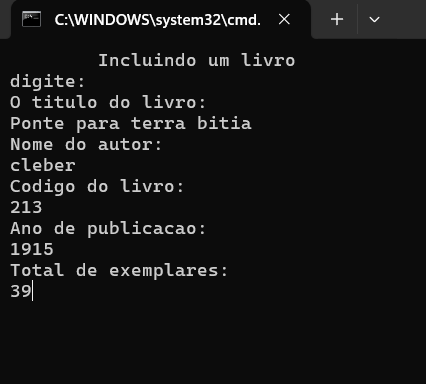 C:\WINDOWS\system32\cmd.
Incluindo um livro
digite:
O titulo do livro:
Ponte para terra bitia
Nome do autor:
cleber
Codigo do livro:
213
Ano de publicacao:
1915
Total de exemplares:
39